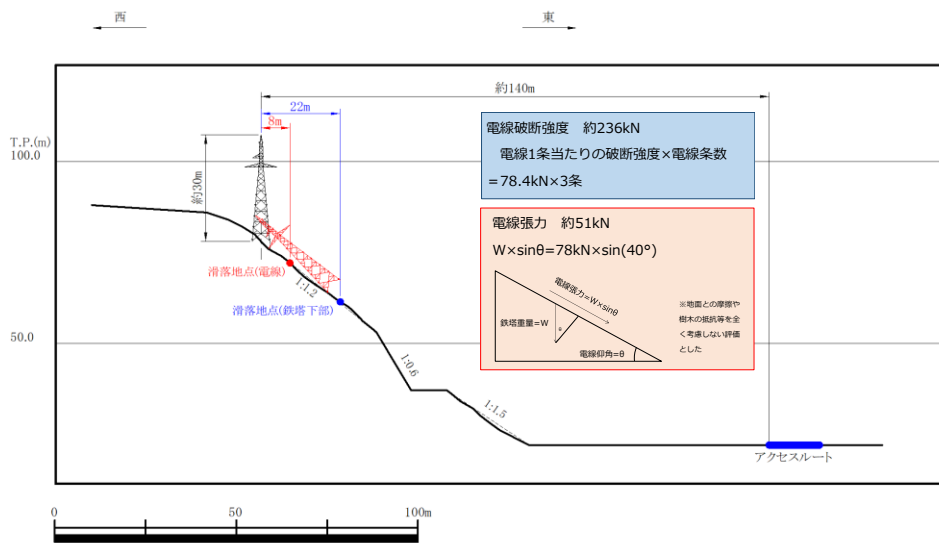 西
東
約140m
22m
8m
T.P.(m)
100.0
約30m
50.0
滑落地点(電線)
滑落地点(鉄塔下部)
1:1.2
1:0.6
1:1.5
電線破断強度　約236kN
電線1条当たりの破断強度×電線条数
=78.4kN×3条
電線張力　約51kN
W×sinθ=78kN×sin(40°)
電線張力=W×sinθ
鉄塔重量=W
θ
電線仰角=θ
※地面との摩擦や
樹木の抵抗等を全
く考慮しない評価
とした
アクセスルート
0
50
100m